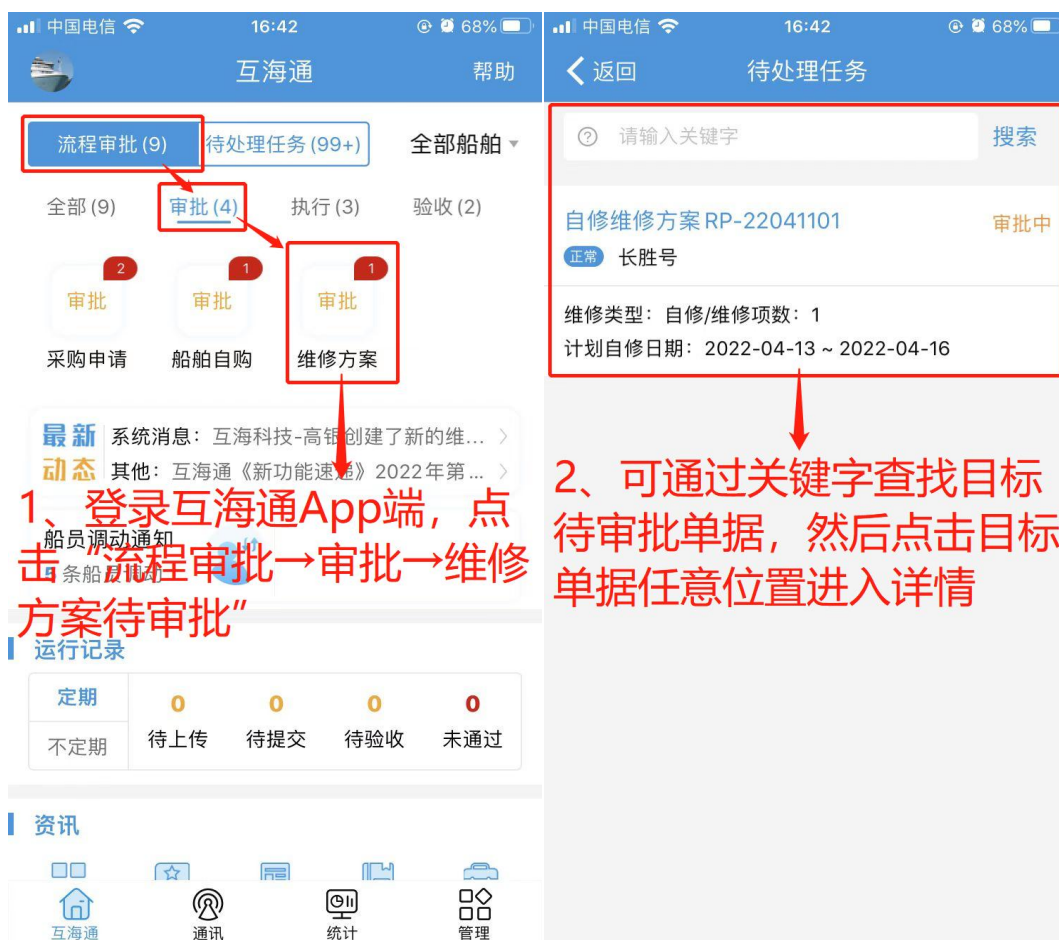 中国电信 16:42 68%
互海通 帮助
流程审批(9) 待处理任务(99+) 全部船舶
全部(9) 审批(4) 执行(3) 验收(2)
2 1 1
审批 审批 审批
采购申请 船舶自购 维修方案
最新 系统消息：互海科技-高银创建了新的维...
动态 其他：互海通《新功能速递》2022年第...
1、登录互海通App端，点
击“流程审批→审批→维修
方案待审批”
船员调动通知
条船员调动
运行记录
定期 0 0 0 0
不定期 待上传 待提交 待验收 未通过
资讯
互海通 通讯 统计 管理
中国电信 16:42 68%
返回 待处理任务
请输入关键字 搜索
自修维修方案RP-22041101 审批中
正常 长胜号
维修类型：自修/维修项数：1
计划自修日期：2022-04-13 ~ 2022-04-16
2、可通过关键字查找目标
待审批单据，然后点击目标
单据任意位置进入详情